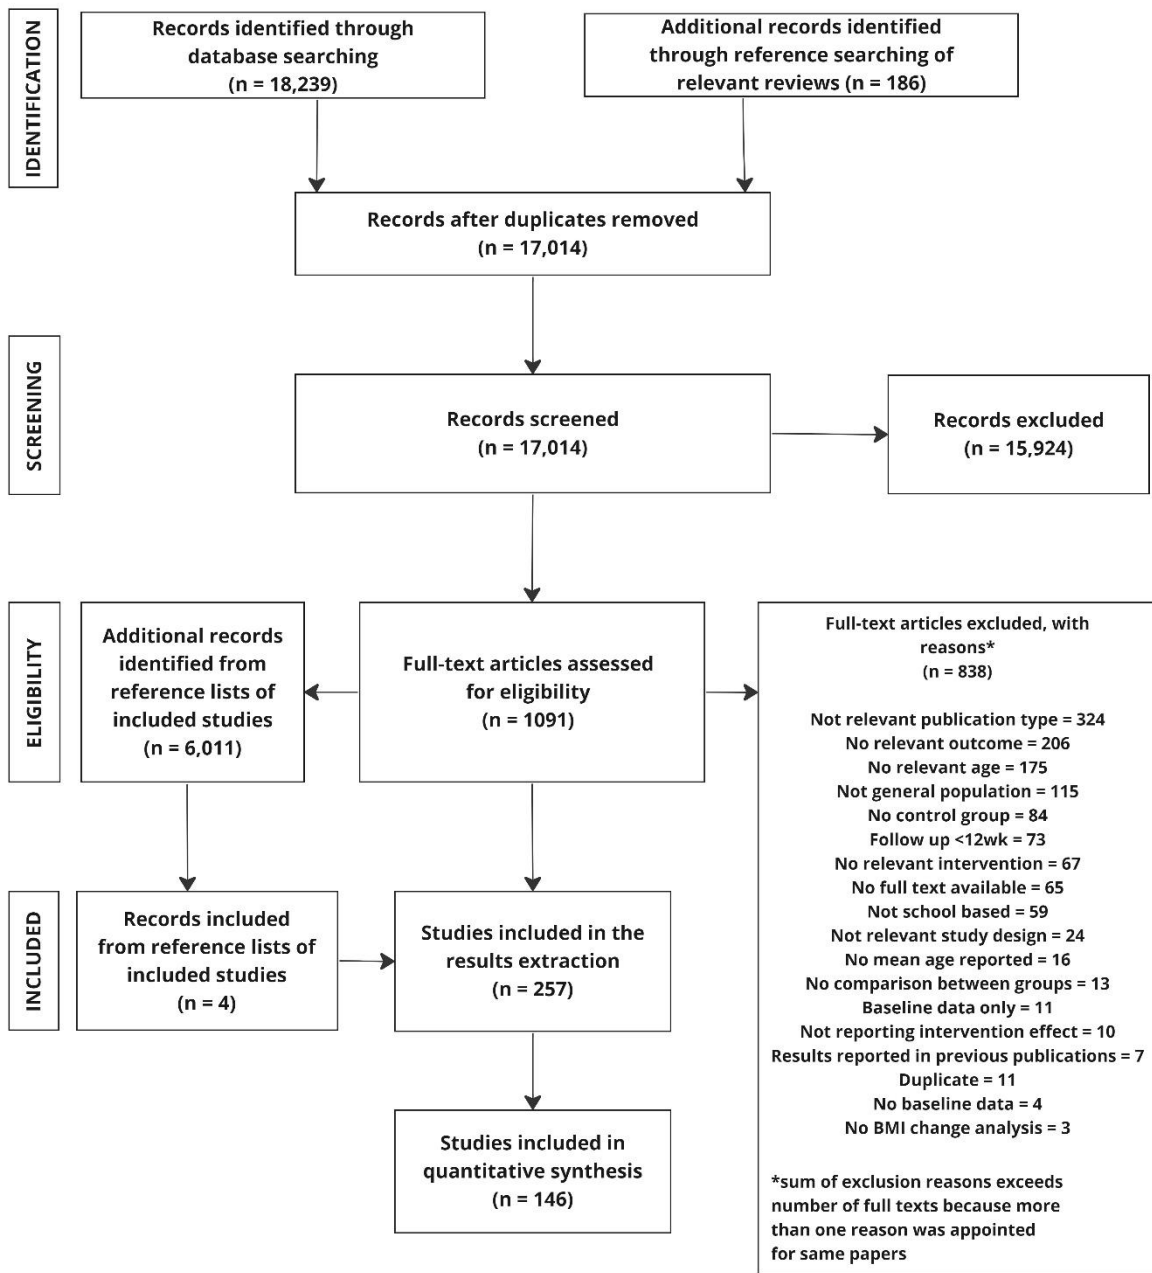 IDENTIFICATION
Records identified through
database searching
(n = 18,239)
Additional records identified
through reference searching of
relevant reviews (n = 186)
Records after duplicates removed
(n = 17,014)
SCREENING
Records screened
(n = 17,014)
Records excluded
(n = 15,924)
ELIGIBILITY
Additional records
identified from
reference lists of
included studies
(n = 6,011)
Full-text articles assessed
for eligibility
(n = 1091)
Full-text articles excluded, with
reasons*
(n = 838)
Not relevant publication type = 324
No relevant outcome = 206
No relevant age = 175
Not general population = 115
No control group = 84
Follow up <12wk = 73
No relevant intervention = 67
No full text available = 65
Not school based = 59
Not relevant study design = 24
No mean age reported = 16
No comparison between groups = 13
Baseline data only = 11
Not reporting intervention effect = 10
Results reported in previous publications = 7
Duplicate = 11
No baseline data = 4
No BMI change analysis = 3
*sum of exclusion reasons exceeds
number of full texts because more
than one reason was appointed
for same papers
INCLUDED
Records included
from reference lists of
included studies
(n = 4)
Studies included in the
results extraction
(n = 257)
Studies included in
quantitative synthesis
(n = 146)